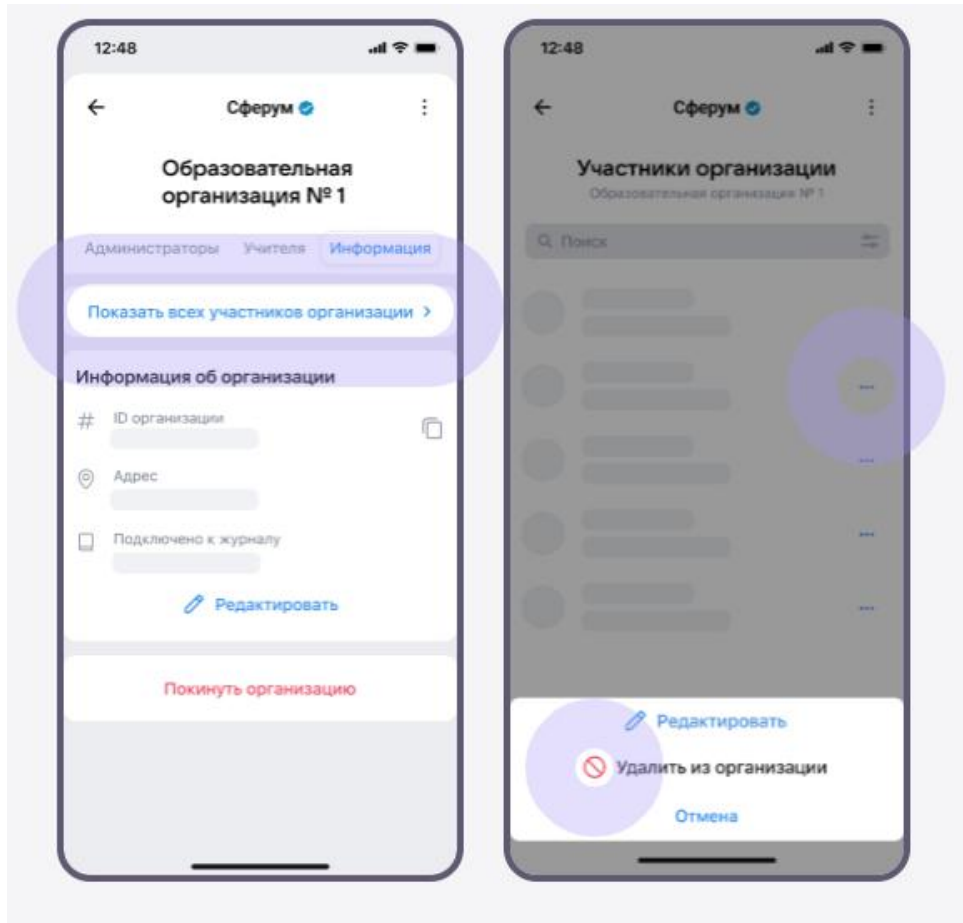 12:48
Сферум
Образовательная
организация № 1
Администраторы Учителя Информация
Показать всех участников организации >
Информация об организации
# ID организации
Адрес
Подключено к журналу
Редактировать
Покинуть организацию
12:48
Сферум
Участники организации
Образовательная организация № 1
Поиск
Редактировать
Удалить из организации
Отмена